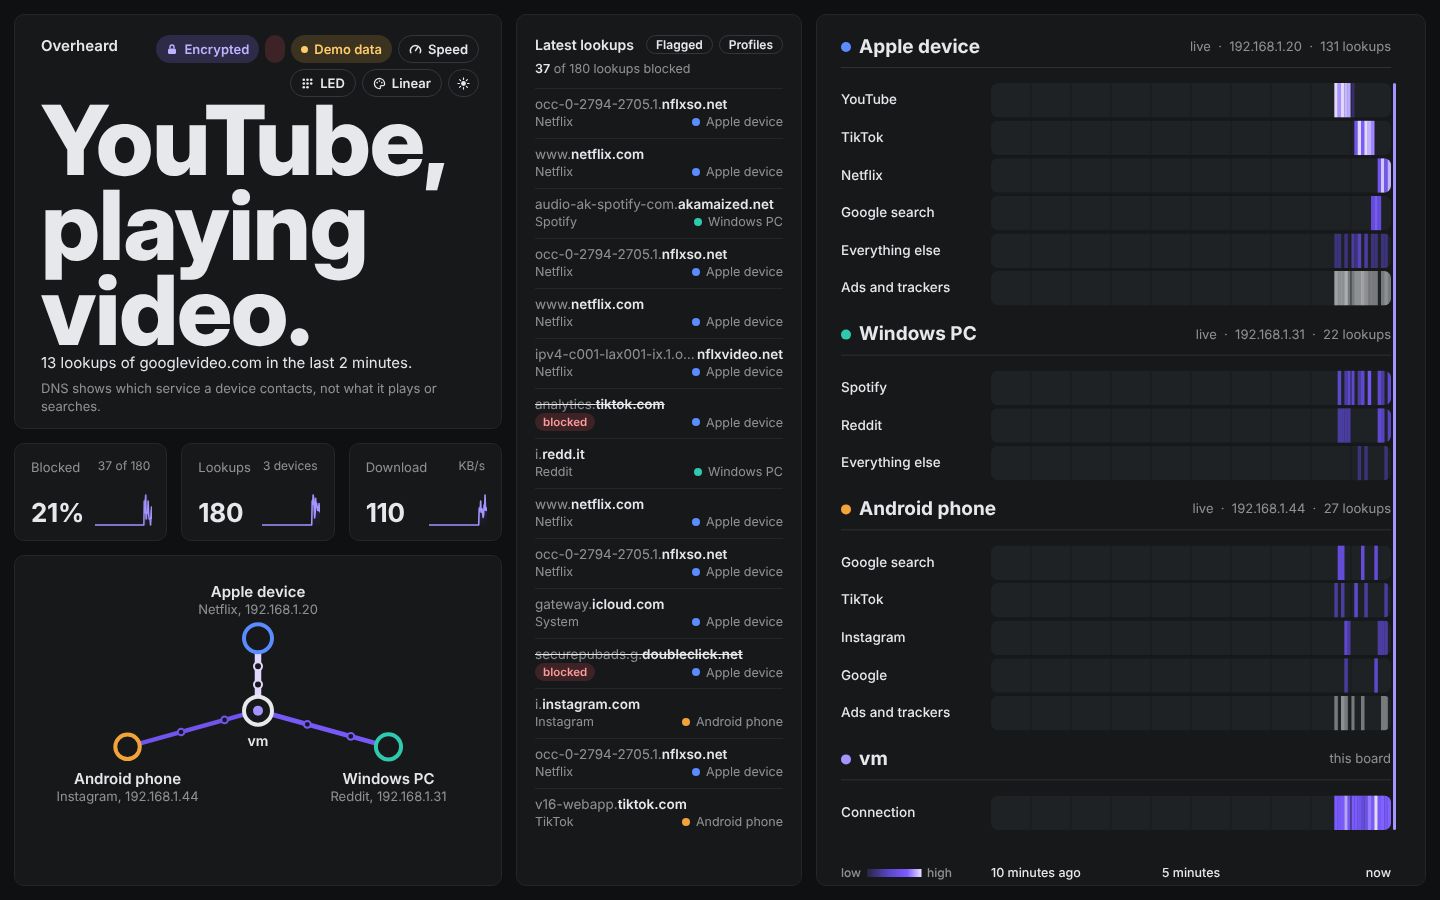 Overheard
Encrypted
Demo data
Speed
LED
Linear
YouTube,
playing
video.
13 lookups of googlevideo.com in the last 2 minutes.
DNS shows which service a device contacts, not what it plays or
searches.
Blocked 37 of 180
21%
Lookups 3 devices
180
Download KB/s
110
Apple device
Netflix, 192.168.1.20
vm
Android phone
Instagram, 192.168.1.44
Windows PC
Reddit, 192.168.1.31
Latest lookups Flagged Profiles
37 of 180 lookups blocked
occ-0-2794-2705.1.nflxso.net
Netflix Apple device
www.netflix.com
Netflix Apple device
audio-ak-spotify-com.akamaized.net
Spotify Windows PC
occ-0-2794-2705.1.nflxso.net
Netflix Apple device
www.netflix.com
Netflix Apple device
ipv4-c001-lax001-ix.1.o... nflxvideo.net
Netflix Apple device
analytics.tiktok.com
blocked Apple device
i.redd.it
Reddit Windows PC
www.netflix.com
Netflix Apple device
occ-0-2794-2705.1.nflxso.net
Netflix Apple device
gateway.icloud.com
System Apple device
securepubads.g.doubleclick.net
blocked Apple device
i.instagram.com
Instagram Android phone
occ-0-2794-2705.1.nflxso.net
Netflix Apple device
v16-webapp.tiktok.com
TikTok Android phone
Apple device live · 192.168.1.20 · 131 lookups
YouTube
TikTok
Netflix
Google search
Everything else
Ads and trackers
Windows PC live · 192.168.1.31 · 22 lookups
Spotify
Reddit
Everything else
Android phone live · 192.168.1.44 · 27 lookups
Google search
TikTok
Instagram
Google
Ads and trackers
vm this board
Connection
low high 10 minutes ago 5 minutes now